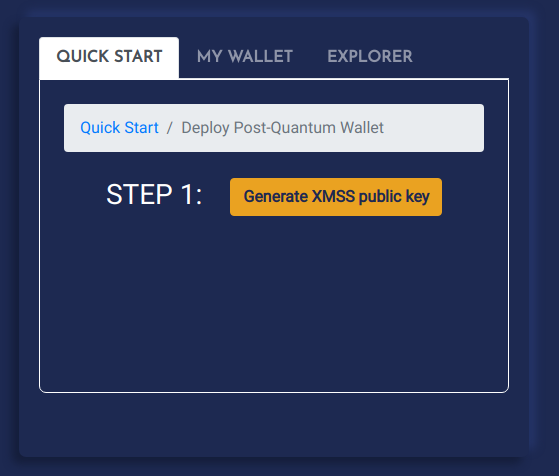 QUICK START MY WALLET EXPLORER
Quick Start / Deploy Post-Quantum Wallet
STEP 1: Generate XMSS public key